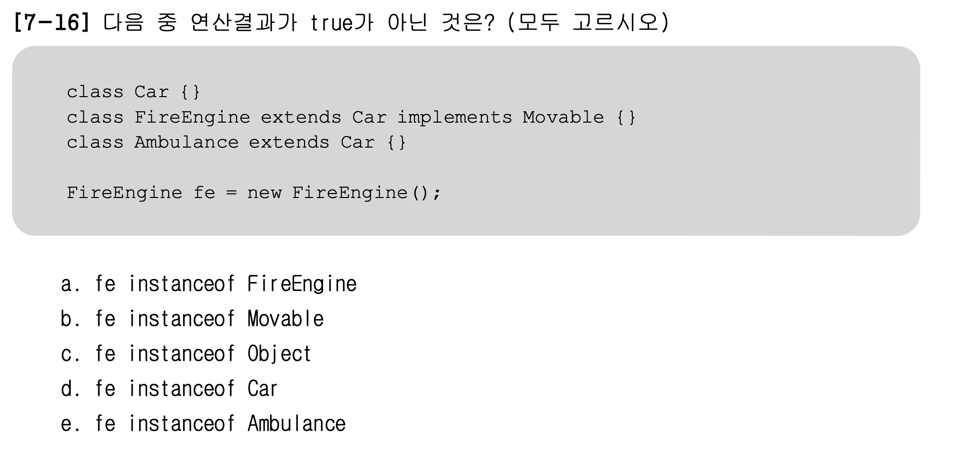 [7-16] 다음 중 연산결과가 true가 아닌 것은? (모두 고르시오)
class Car {}
class FireEngine extends Car implements Movable {}
class Ambulance extends Car {}
FireEngine fe = new FireEngine();
a. fe instanceof FireEngine
b. fe instanceof Movable
c. fe instanceof Object
d. fe instanceof Car
e. fe instanceof Ambulance